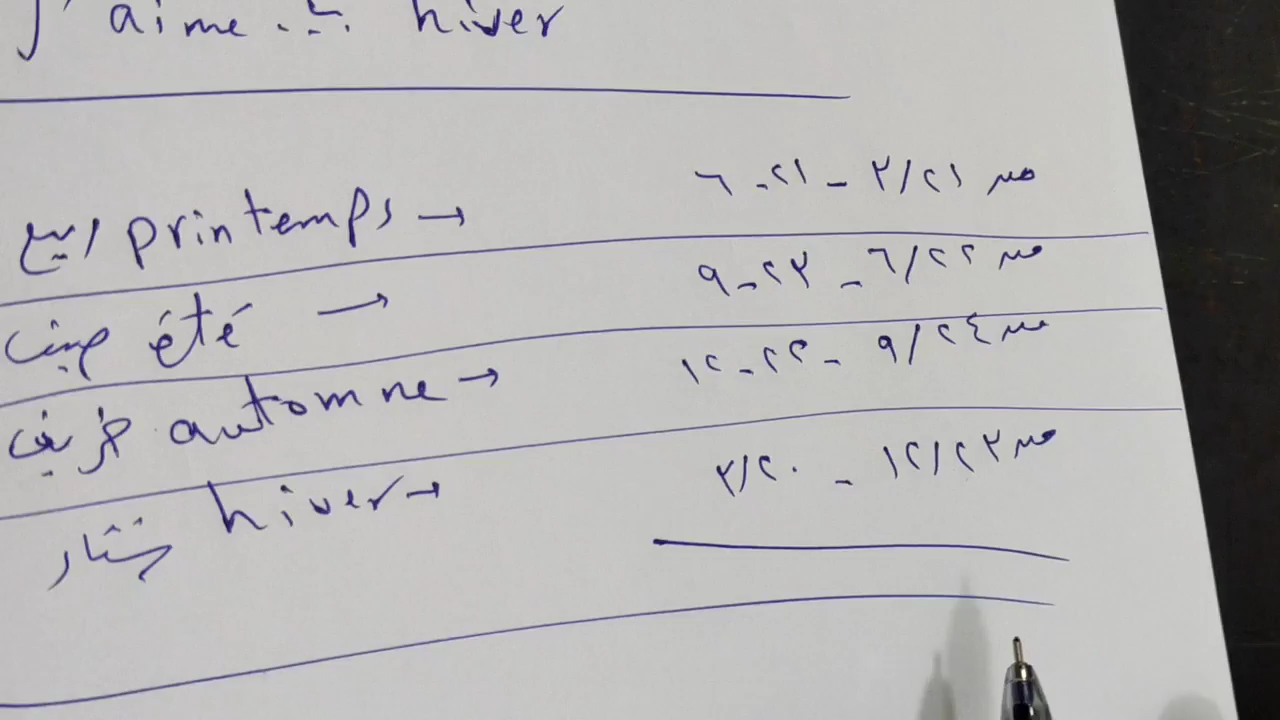 J'aime ... hiver
ربيع printemps → من ٣/٢١ - ٢١-٦
صيف été → من ٦/٢٢ - ٢٣-٩
خريف automne → من ٩/٢٤ - ٢٢-١٢
شتاء hiver → من ١٢/٢٣ - ٣/٢٠